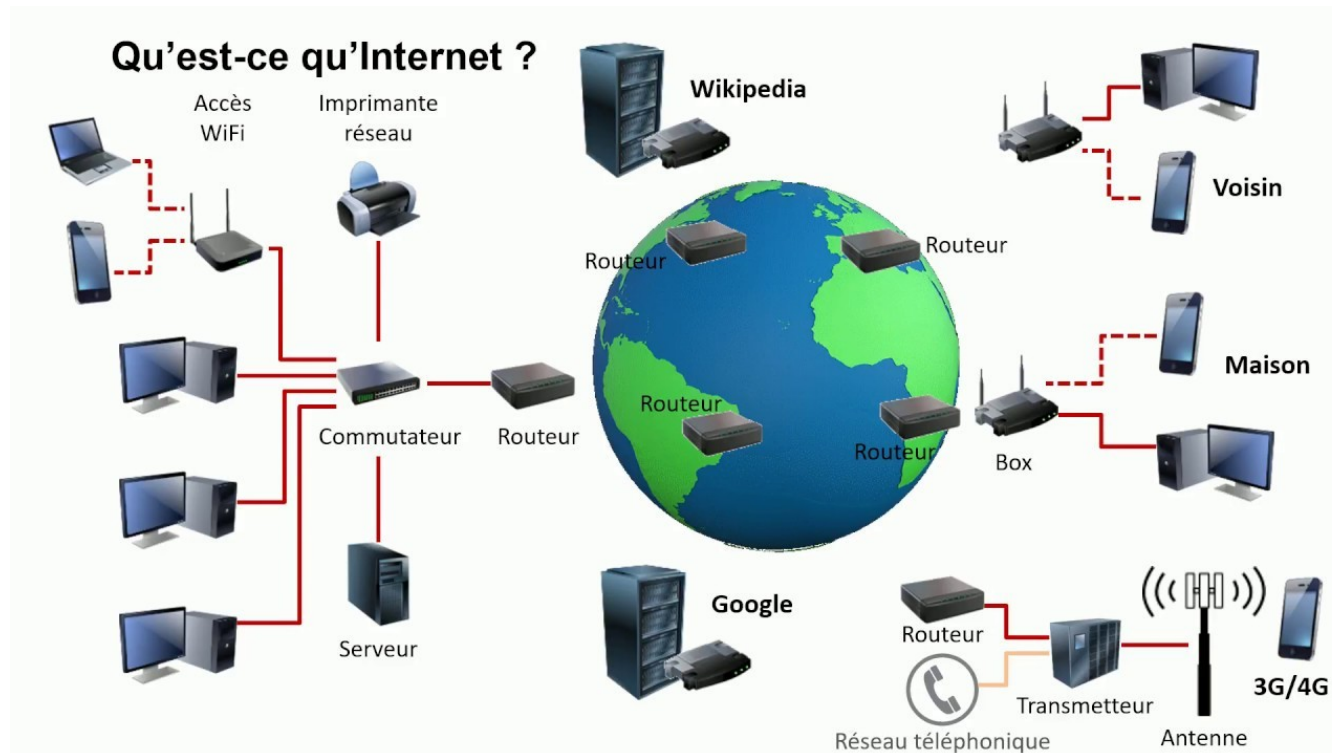 Qu'est-ce qu'Internet ?
Accès
WiFi
Imprimante
réseau
Wikipedia
Voisin
Routeur
Routeur
Maison
Routeur
Commutateur
Routeur
Routeur
Box
Serveur
Google
Routeur
Transmetteur
3G/4G
Réseau téléphonique
Antenne